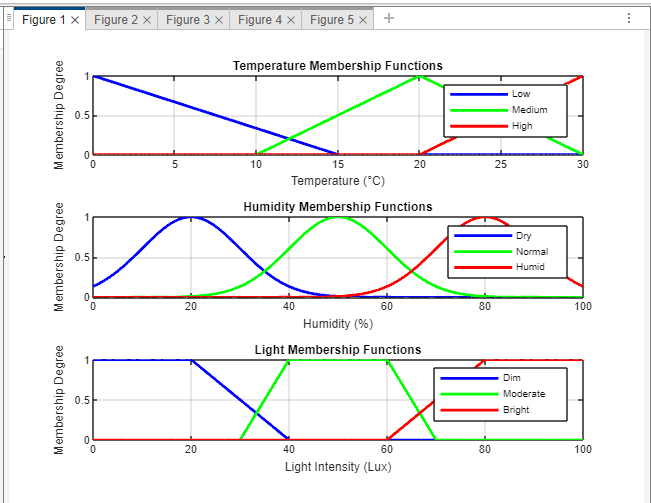 Figure 1 × Figure 2 × Figure 3 × Figure 4 × Figure 5 × +
Temperature Membership Functions
Membership Degree
1
0.5
0
Low
Medium
High
0 5 10 15 20 25 30
Temperature (°C)
Humidity Membership Functions
Membership Degree
1
0.5
0
Dry
Normal
Humid
0 20 40 60 80 100
Humidity (%)
Light Membership Functions
Membership Degree
1
0.5
0
Dim
Moderate
Bright
0 20 40 60 80 100
Light Intensity (Lux)